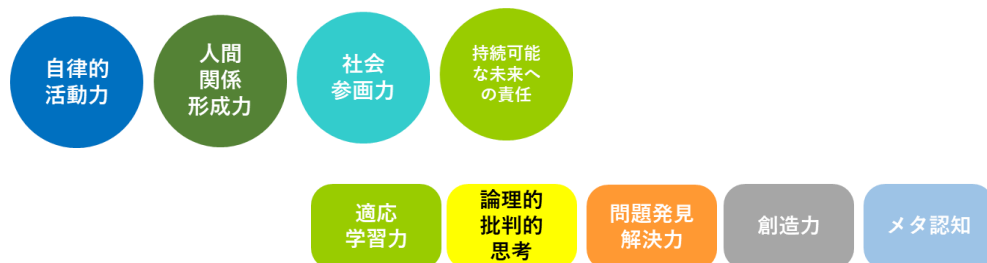 自律的
活動力
人間
関係
形成力
社会
参画力
持続可能
な未来へ
の責任
適応
学習力
論理的
批判的
思考
問題発見
解決力
創造力
メタ認知